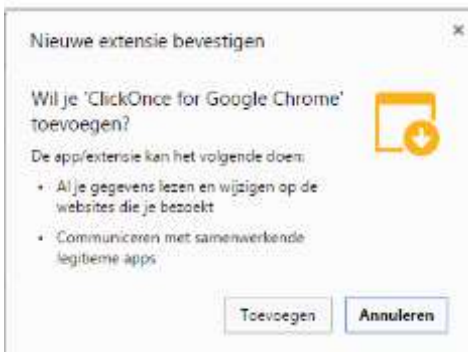 Nieuwe extensie bevestigen
Wil je 'ClickOnce for Google Chrome'
toevoegen?
De app/extensie kan het volgende doen:
• Al je gegevens lezen en wijzigen op de
websites die je bezoekt
• Communiceren met samenwerkende
legitieme apps
Toevoegen
Annuleren